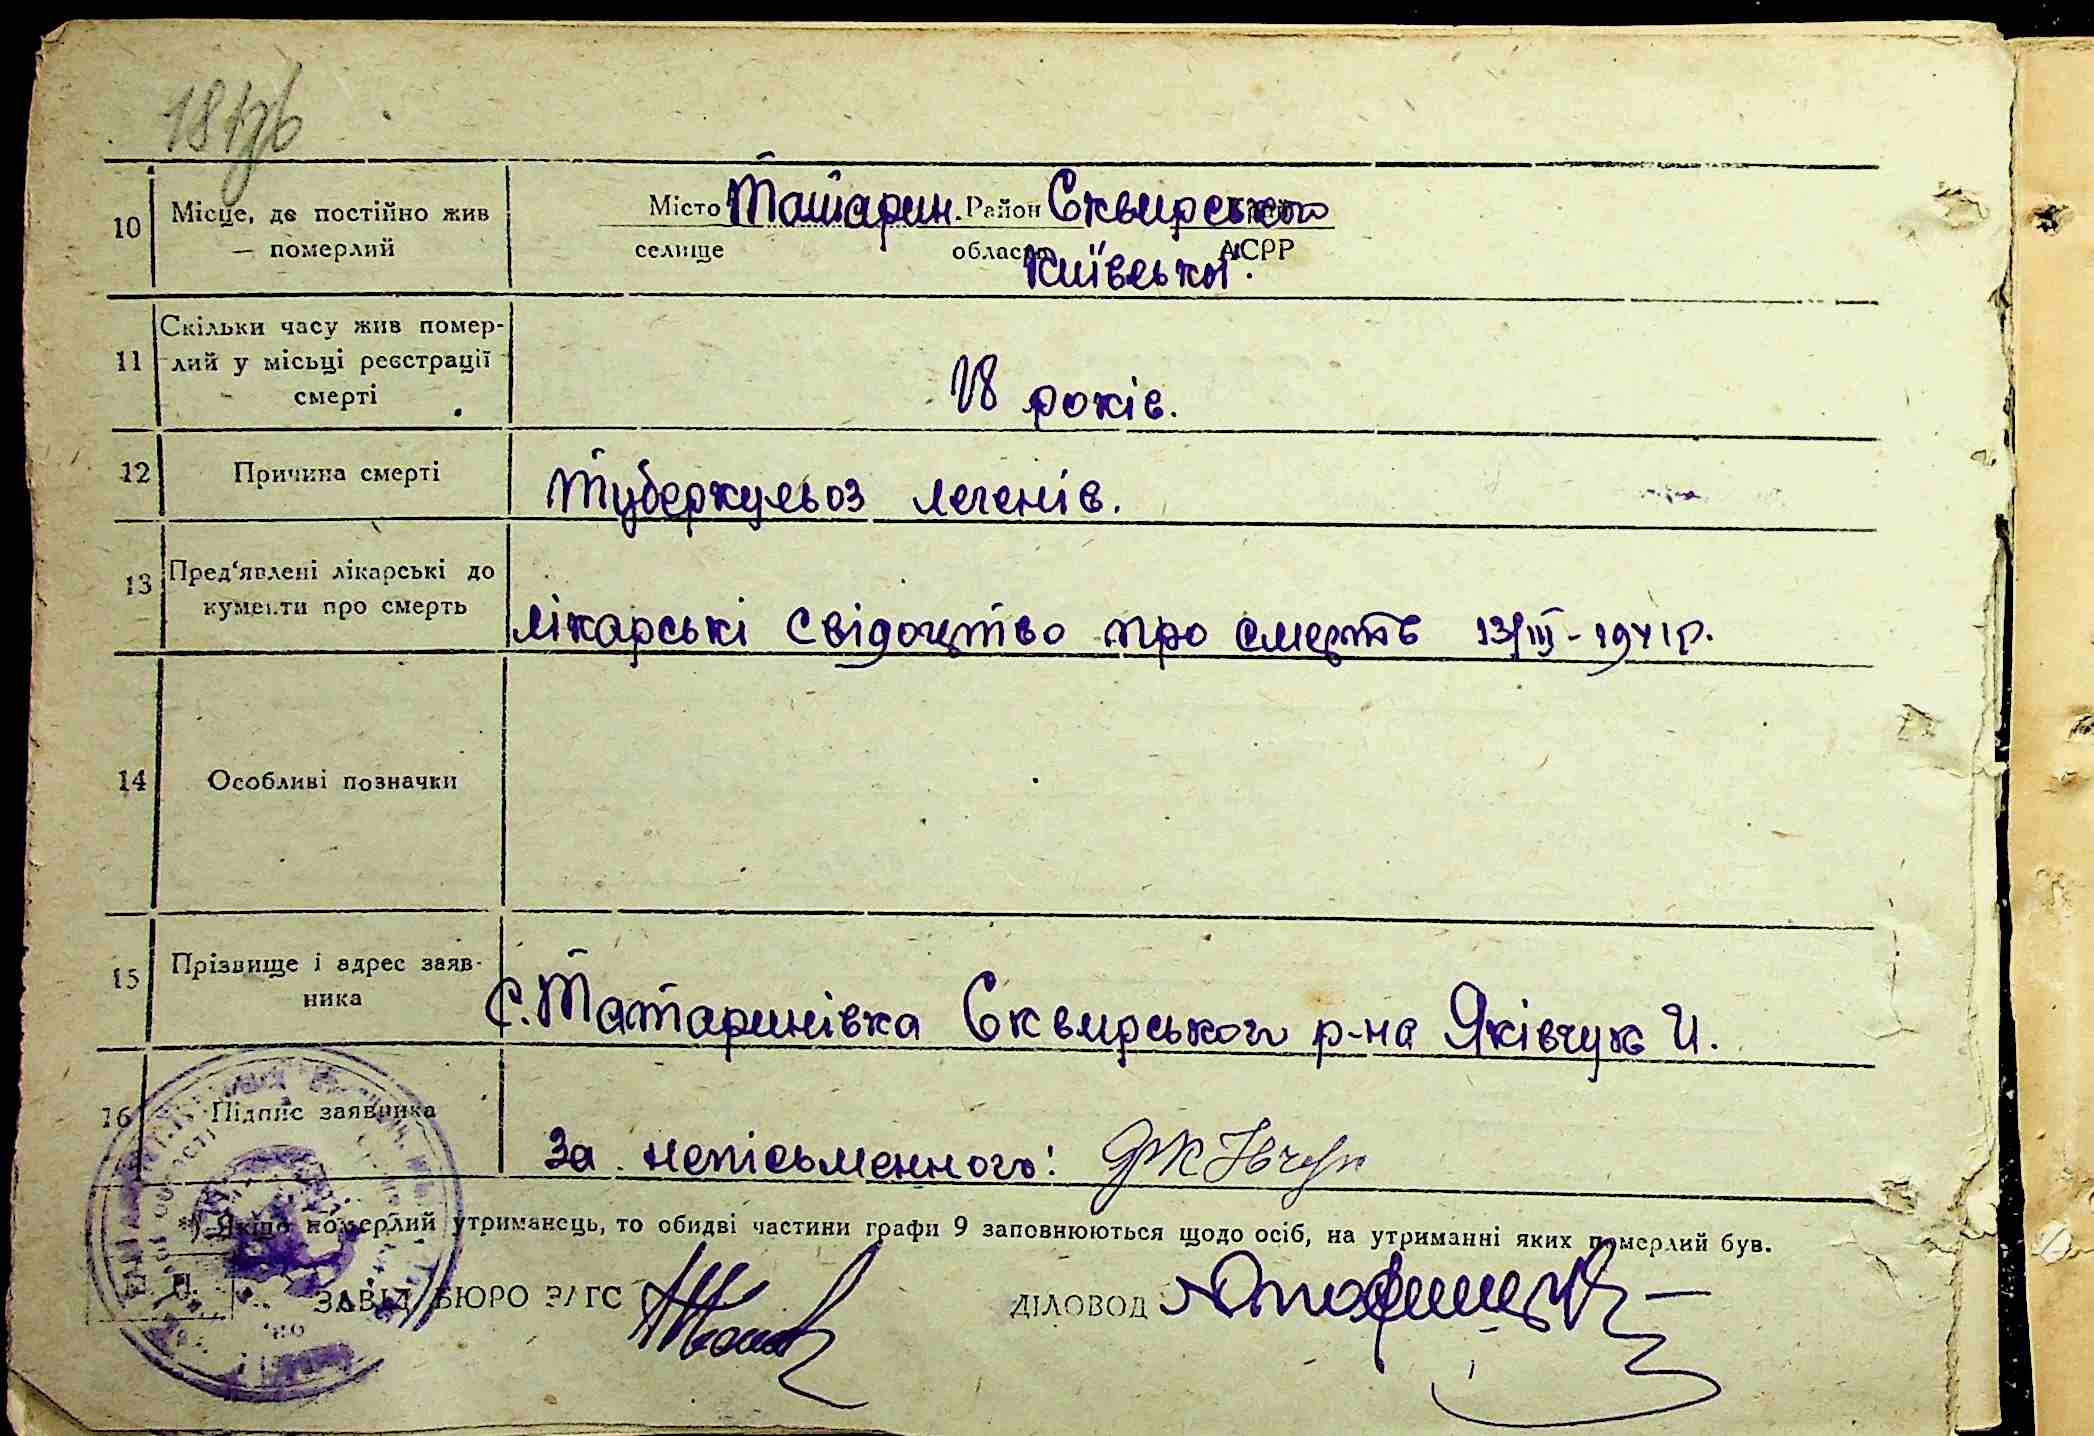 10 Місце, де постійно жив — померлий
Місто Татарин. Район Сквирського
селище область АСРР
Київської.
11 Скільки часу жив помер-
лий у місьці реєстрації
смерті
18 років.
12 Причина смерті
туберкульоз легенів.
13 Пред'явлені лікарські до
кументи про смерть
лікарські свідоцтво про смерть 13/III-1941р.
14 Особливі позначки
15 Прізвище і адрес заяв-
ника
с. Татаринівка Сквирського р-на Яківчук И.
16 Підпис заявника
За непісьменного:
*) Якщо померлий утриманець, то обидві частини графи 9 заповнюються щодо осіб, на утриманні яких померлий був.
ЗАВІД. БЮРО ЗАГС
ДІЛОВОД